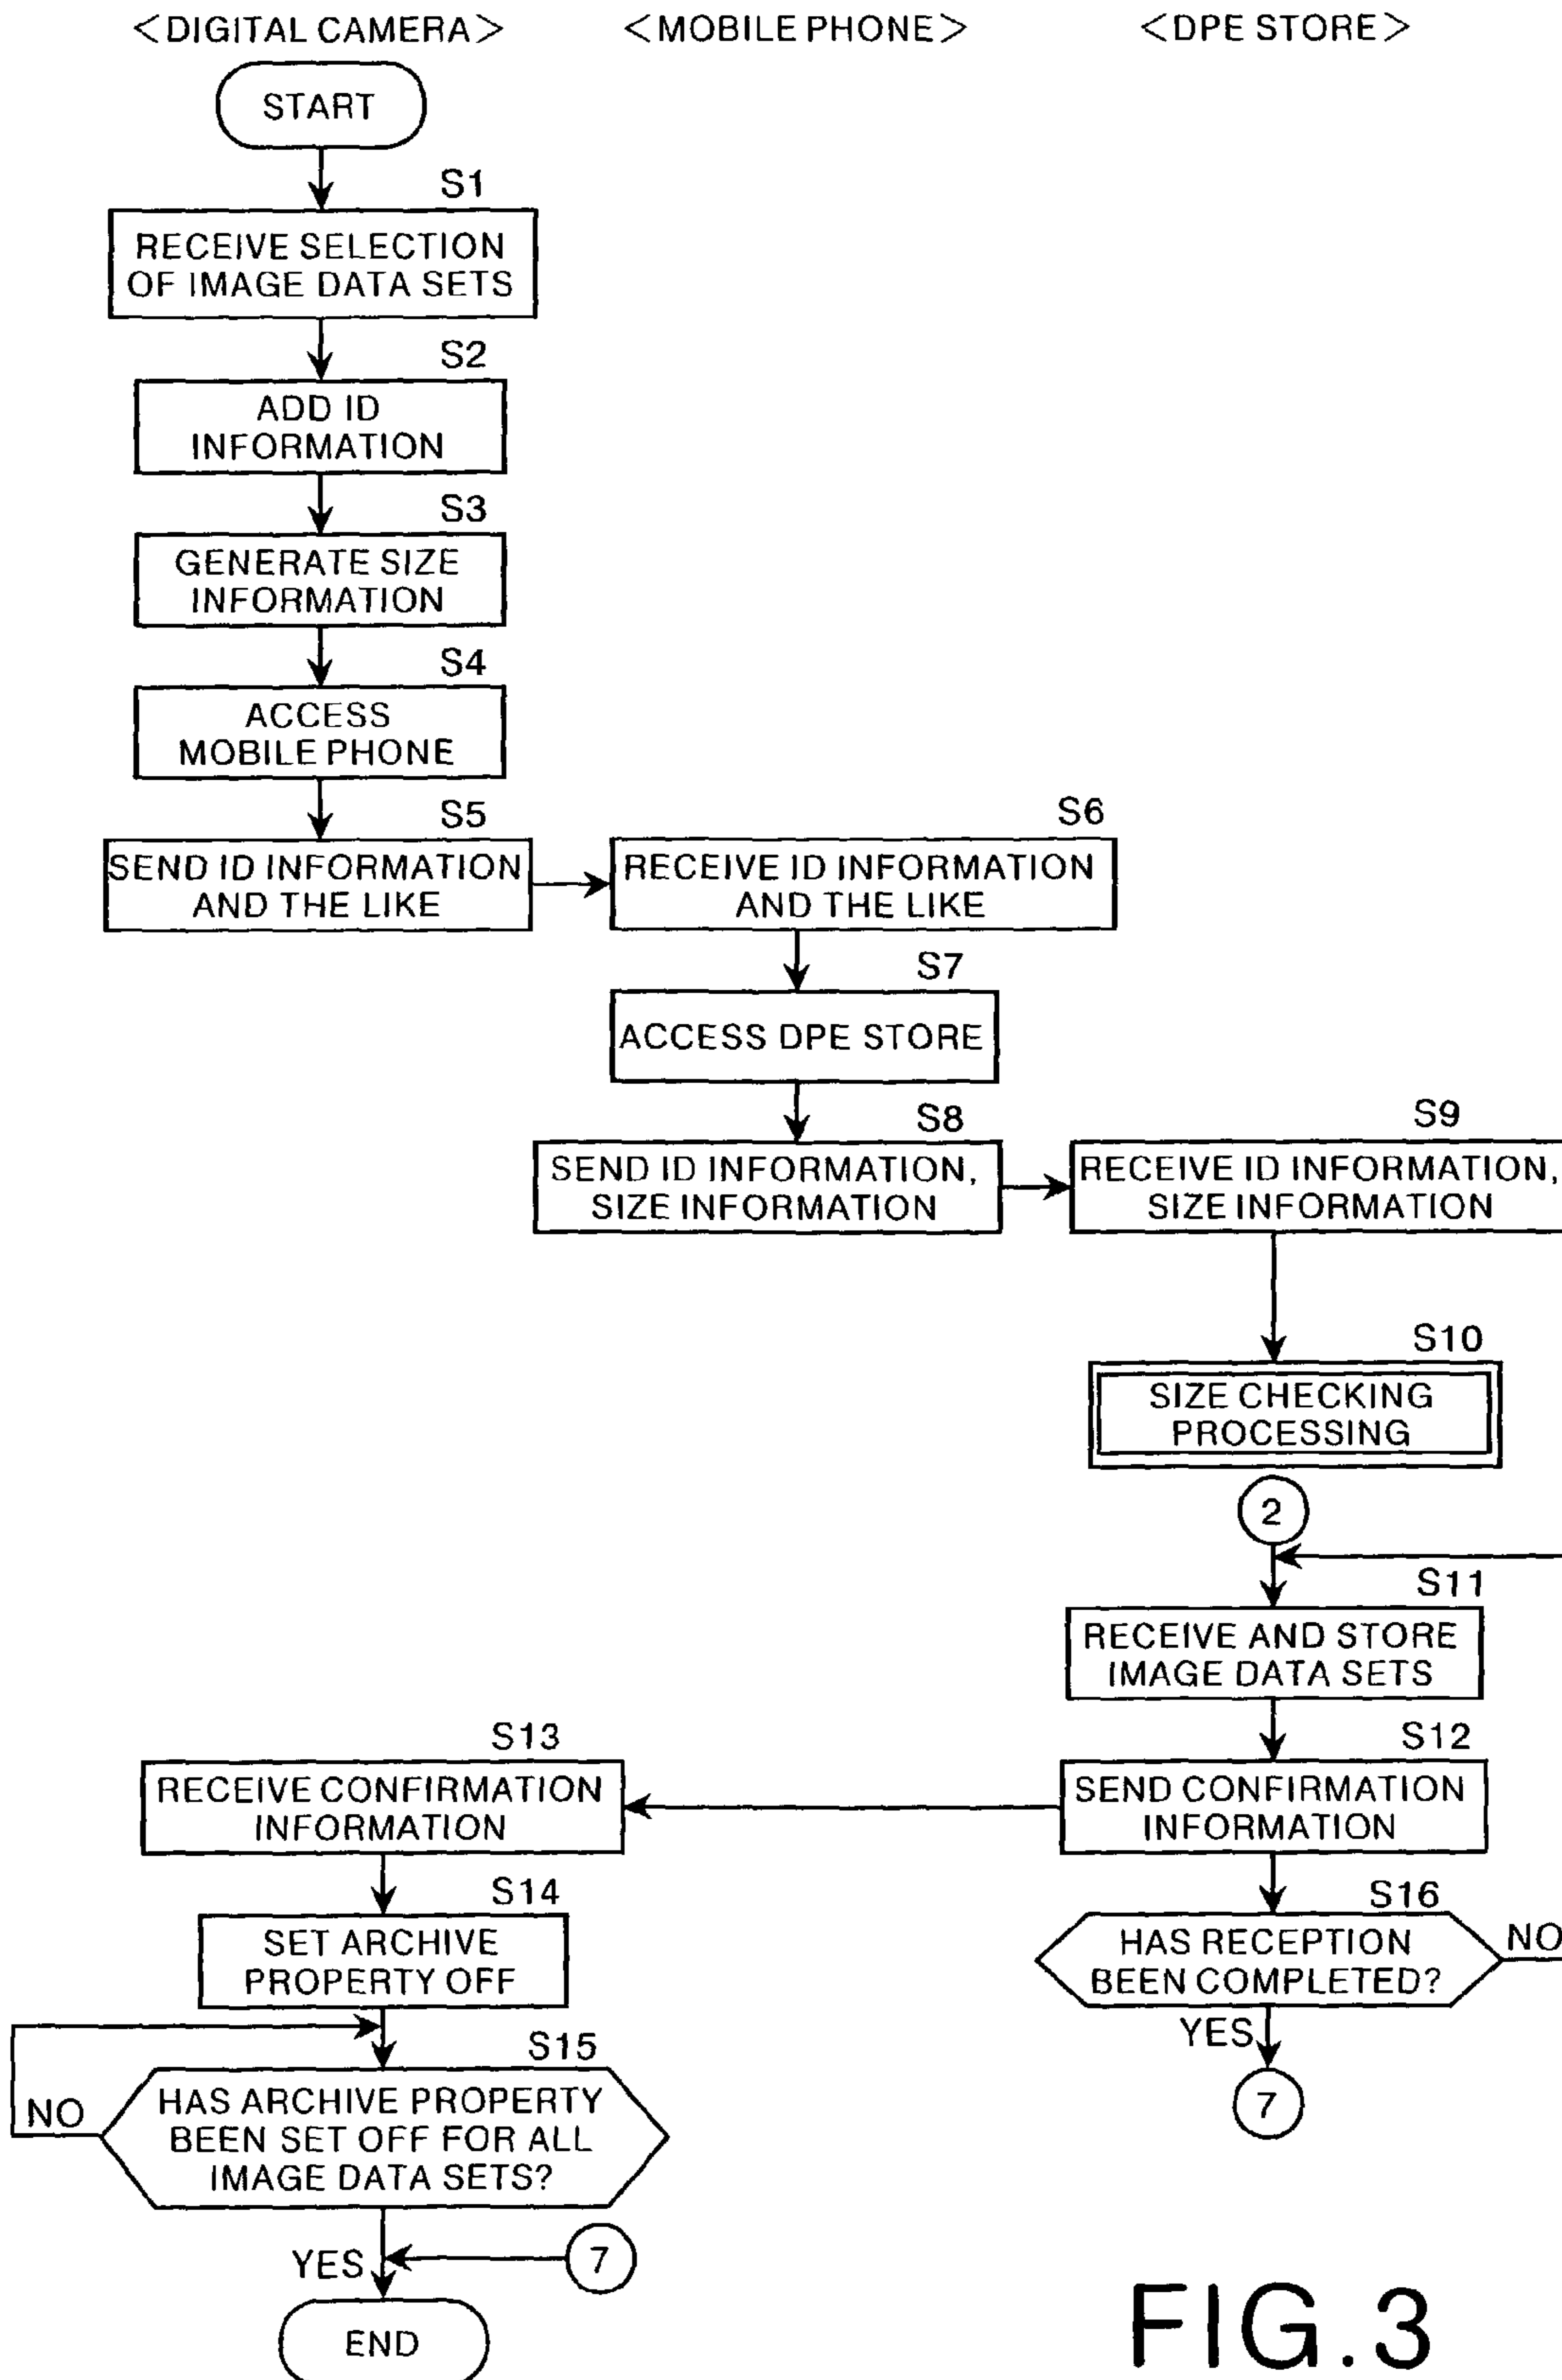 <DIGITAL CAMERA>
<MOBILE PHONE>
<DPE STORE>
START
S1
RECEIVE SELECTION
OF IMAGE DATA SETS
S2
ADD ID
INFORMATION
S3
GENERATE SIZE
INFORMATION
S4
ACCESS
MOBILE PHONE
S5
SEND ID INFORMATION
AND THE LIKE
S6
RECEIVE ID INFORMATION
AND THE LIKE
S7
ACCESS DPE STORE
S8
SEND ID INFORMATION,
SIZE INFORMATION
S9
RECEIVE ID INFORMATION,
SIZE INFORMATION
S10
SIZE CHECKING
PROCESSING
2
S11
RECEIVE AND STORE
IMAGE DATA SETS
S12
SEND CONFIRMATION
INFORMATION
S13
RECEIVE CONFIRMATION
INFORMATION
S14
SET ARCHIVE
PROPERTY OFF
S16
HAS RECEPTION
BEEN COMPLETED?
NO
YES
7
S15
HAS ARCHIVE PROPERTY
BEEN SET OFF FOR ALL
IMAGE DATA SETS?
NO
YES
7
END
FIG.3